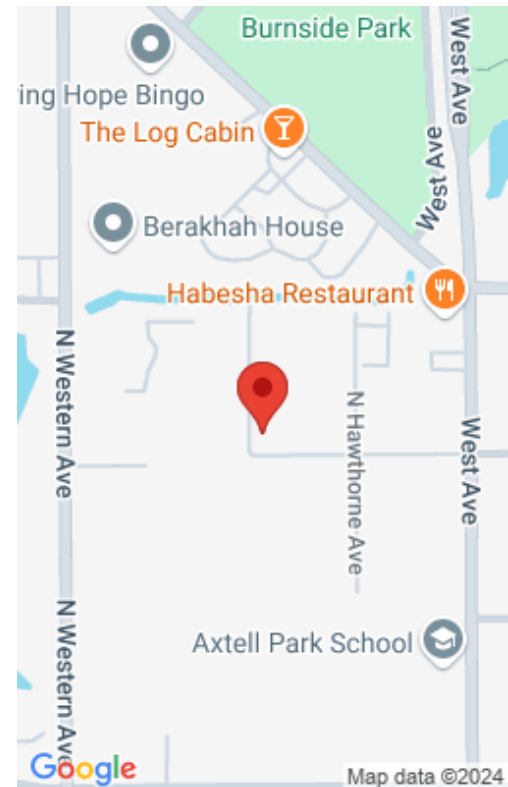 Burnside Park
West Ave
ing Hope Bingo
The Log Cabin
West Ave
Berakhah House
Habesha Restaurant
N Western Ave
N Hawthorne Ave
West Ave
N Western Ave
Axtell Park School
Google
Map data ©2024